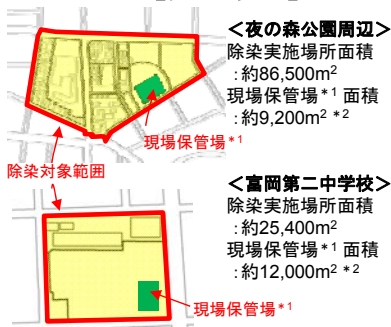 <夜の森公園周辺>
除染実施場所面積
:約86,500m²
現場保管場*¹ 面積
:約9,200m² *²
現場保管場*¹
除染対象範囲
<富岡第二中学校>
除染実施場所面積
:約25,400m²
現場保管場*¹ 面積
:約12,000m² *²
現場保管場*¹